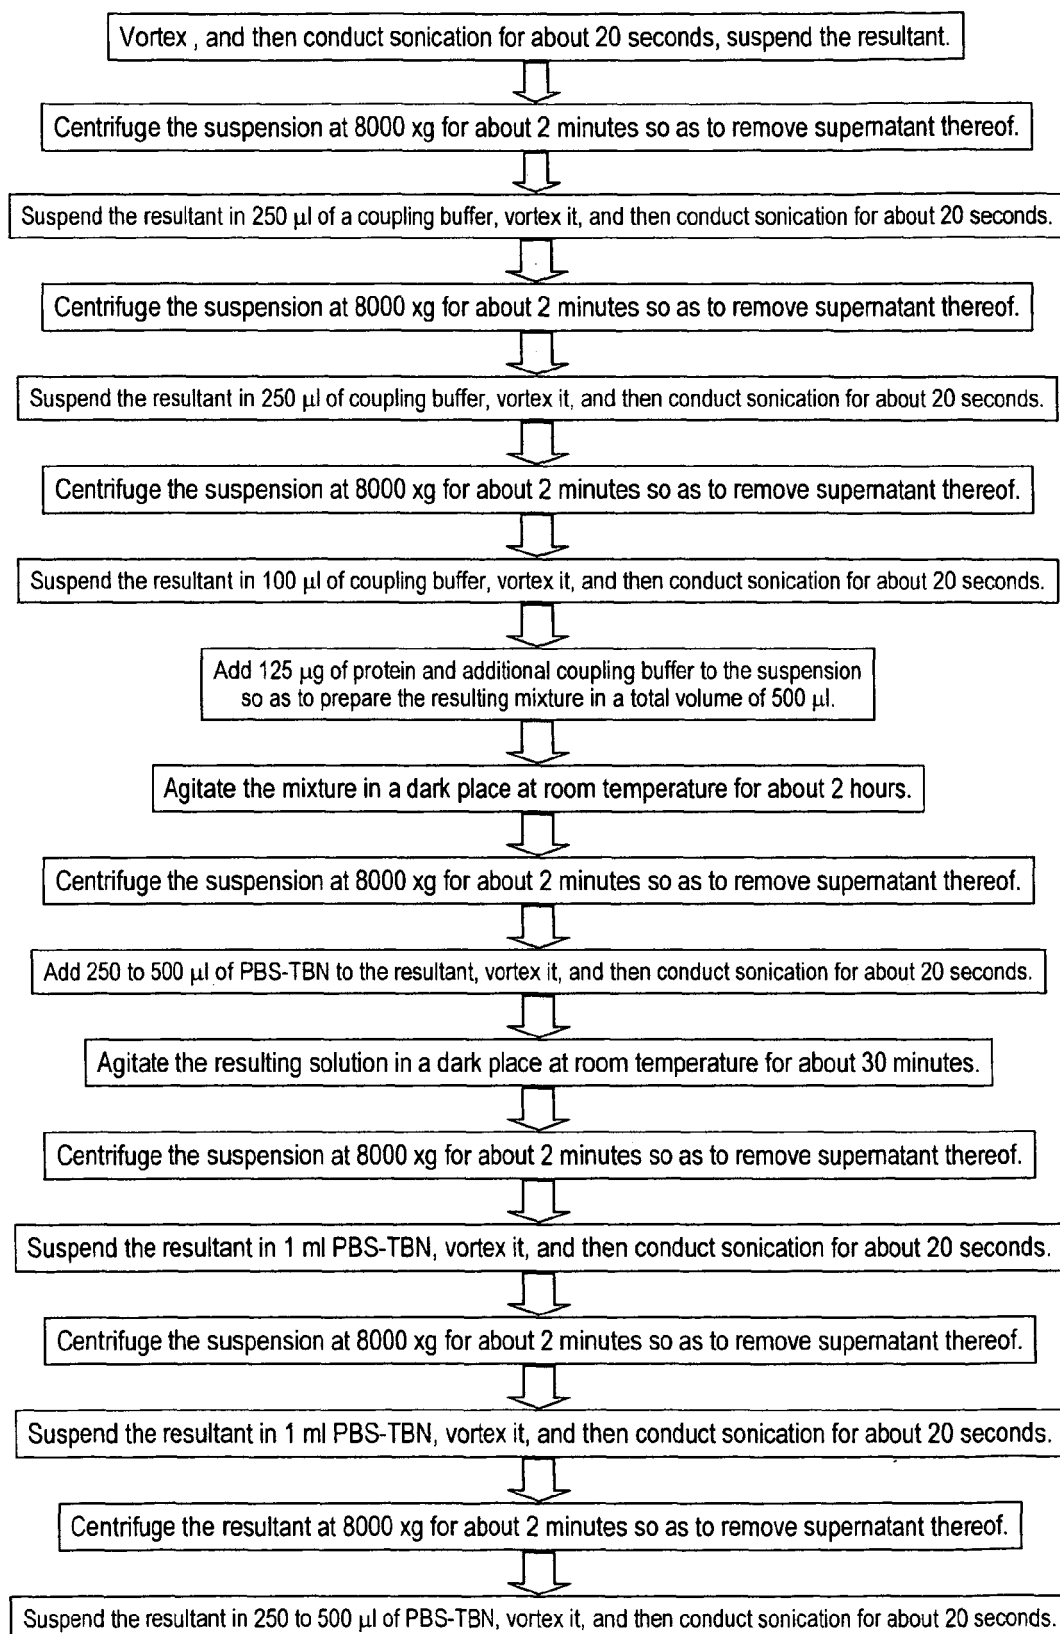 Vortex , and then conduct sonication for about 20 seconds, suspend the resultant.
Centrifuge the suspension at 8000 xg for about 2 minutes so as to remove supernatant thereof.
Suspend the resultant in 250 µl of a coupling buffer, vortex it, and then conduct sonication for about 20 seconds.
Centrifuge the suspension at 8000 xg for about 2 minutes so as to remove supernatant thereof.
Suspend the resultant in 250 µl of coupling buffer, vortex it, and then conduct sonication for about 20 seconds.
Centrifuge the suspension at 8000 xg for about 2 minutes so as to remove supernatant thereof.
Suspend the resultant in 100 µl of coupling buffer, vortex it, and then conduct sonication for about 20 seconds.
Add 125 µg of protein and additional coupling buffer to the suspension
so as to prepare the resulting mixture in a total volume of 500 µl.
Agitate the mixture in a dark place at room temperature for about 2 hours.
Centrifuge the suspension at 8000 xg for about 2 minutes so as to remove supernatant thereof.
Add 250 to 500 µl of PBS-TBN to the resultant, vortex it, and then conduct sonication for about 20 seconds.
Agitate the resulting solution in a dark place at room temperature for about 30 minutes.
Centrifuge the suspension at 8000 xg for about 2 minutes so as to remove supernatant thereof.
Suspend the resultant in 1 ml PBS-TBN, vortex it, and then conduct sonication for about 20 seconds.
Centrifuge the suspension at 8000 xg for about 2 minutes so as to remove supernatant thereof.
Suspend the resultant in 1 ml PBS-TBN, vortex it, and then conduct sonication for about 20 seconds.
Centrifuge the resultant at 8000 xg for about 2 minutes so as to remove supernatant thereof.
Suspend the resultant in 250 to 500 µl of PBS-TBN, vortex it, and then conduct sonication for about 20 seconds.